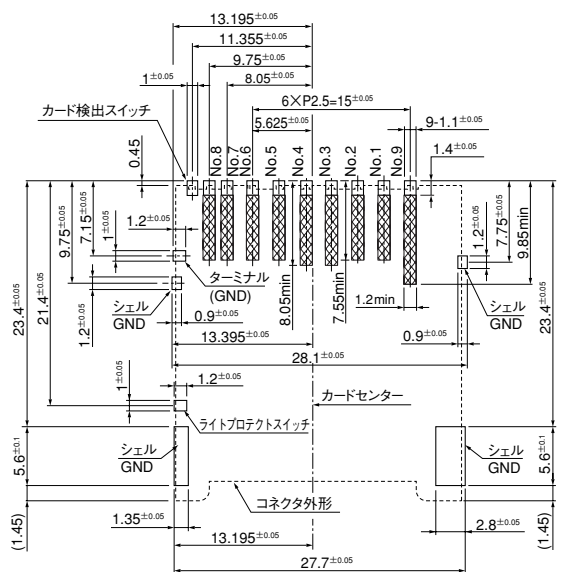 13.195±0.05
11.355±0.05
9.75±0.05
1±0.05
8.05±0.05
6×P2.5=15±0.05
カード検出スイッチ
5.625±0.05
9-1.1±0.05
0.45
No.8
No.7
No.6
No.5
No.4
No.3
No.2
No.1
No.9
1.4±0.05
23.4±0.05
21.4±0.05
9.75±0.05
7.15±0.05
1.2±0.05
1±0.05
ターミナル
(GND)
8.05min
7.55min
1.2min
1.2±0.05
7.75±0.05
9.85min
23.4±0.05
シェル
GND
シェル
GND
1.2±0.05
0.9±0.05
0.9±0.05
13.395±0.05
28.1±0.05
1.2±0.05
1±0.05
カードセンター
ライトプロテクトスイッチ
5.6±0.1
シェル
GND
シェル
GND
5.6±0.1
(1.45)
コネクタ外形
(1.45)
1.35±0.05
2.8±0.05
13.195±0.05
27.7±0.05